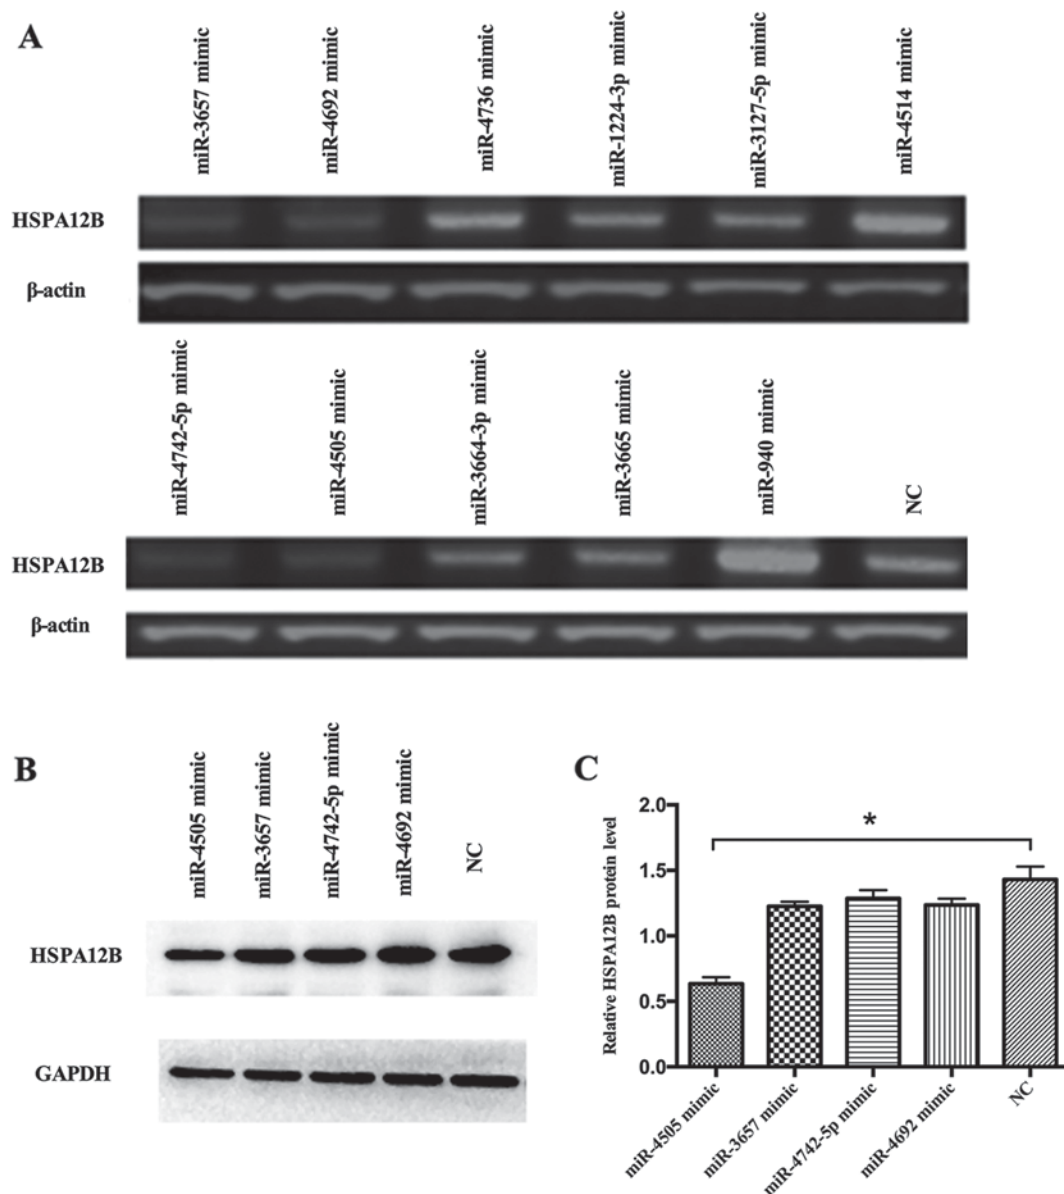 A
miR-3657 mimic
miR-4692 mimic
miR-4736 mimic
miR-1224-3p mimic
miR-3127-5p mimic
miR-4514 mimic
HSPA12B
β-actin
miR-4742-5p mimic
miR-4505 mimic
miR-3664-3p mimic
miR-3665 mimic
miR-940 mimic
NC
HSPA12B
β-actin
B
miR-4505 mimic
miR-3657 mimic
miR-4742-5p mimic
miR-4692 mimic
NC
HSPA12B
GAPDH
C
Relative HSPA12B protein level
2.0
1.5
1.0
0.5
0.0
*
miR-4505 mimic
miR-3657 mimic
miR-4742-5p mimic
miR-4692 mimic
NC